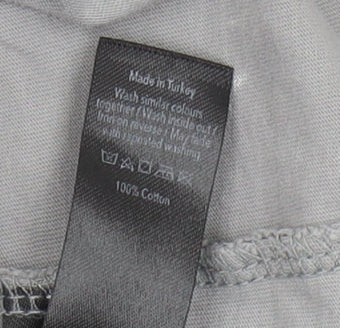 Made in Turkey
Wash similar colours
together / Wash inside out /
Iron on reverse / May fade
with repeated washing
100% Cotton